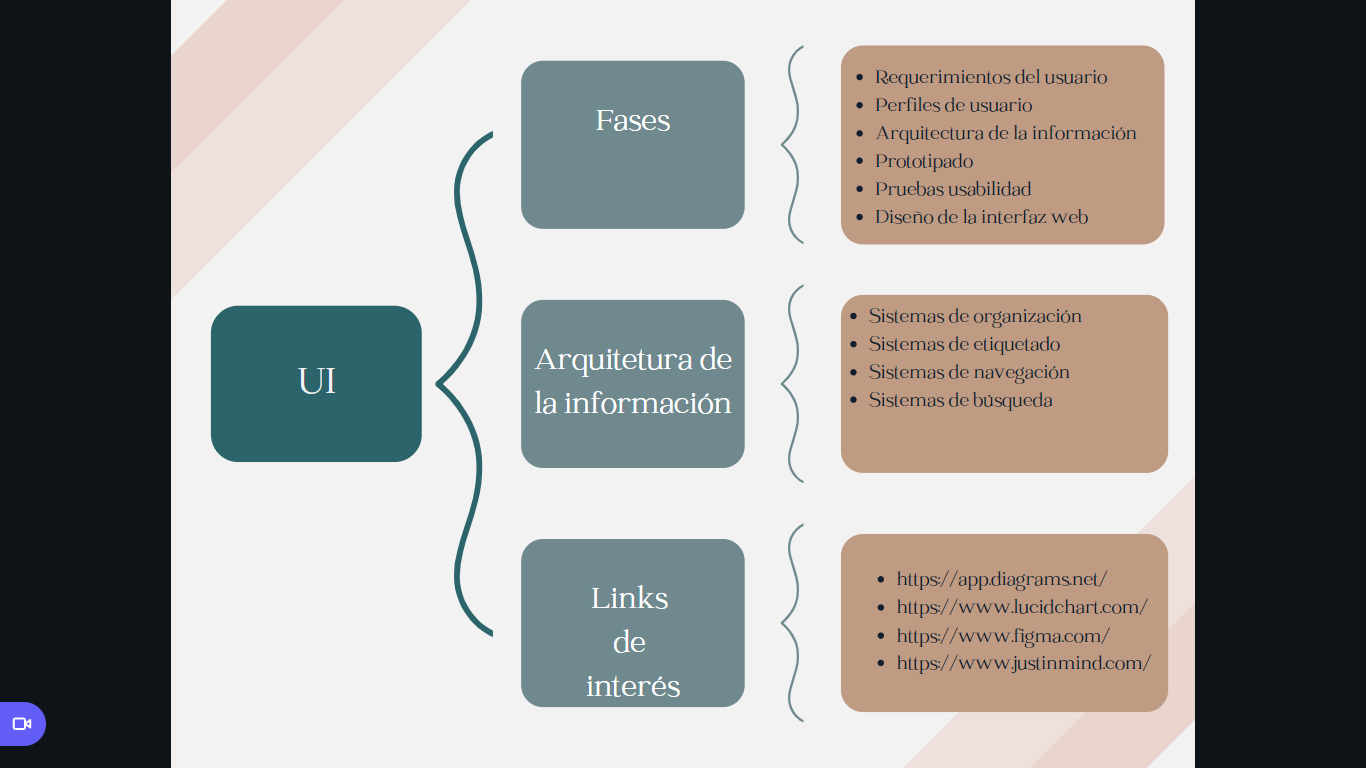 UI
Fases
Requerimientos del usuario
Perfiles de usuario
Arquitectura de la información
Prototipado
Pruebas usabilidad
Diseño de la interfaz web
Arquitetura de
la información
Sistemas de organización
Sistemas de etiquetado
Sistemas de navegación
Sistemas de búsqueda
Links
de
interés
https://app.diagrams.net/
https://www.lucidchart.com/
https://www.figma.com/
https://www.justinmind.com/